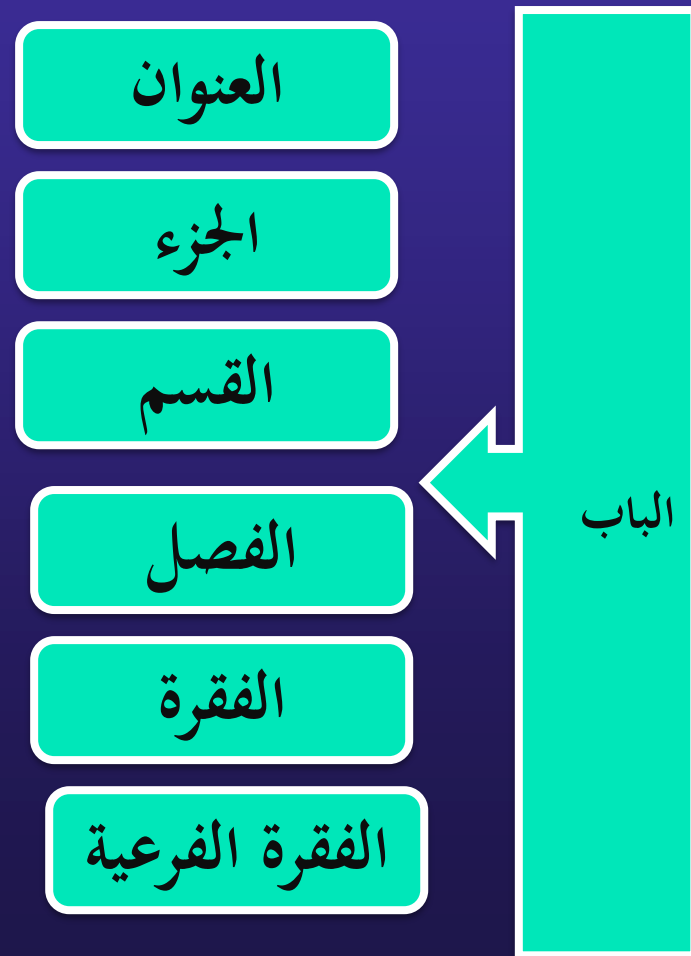 الباب
العنوان
الجزء
القسم
الفصل
الفقرة
الفقرة الفرعية